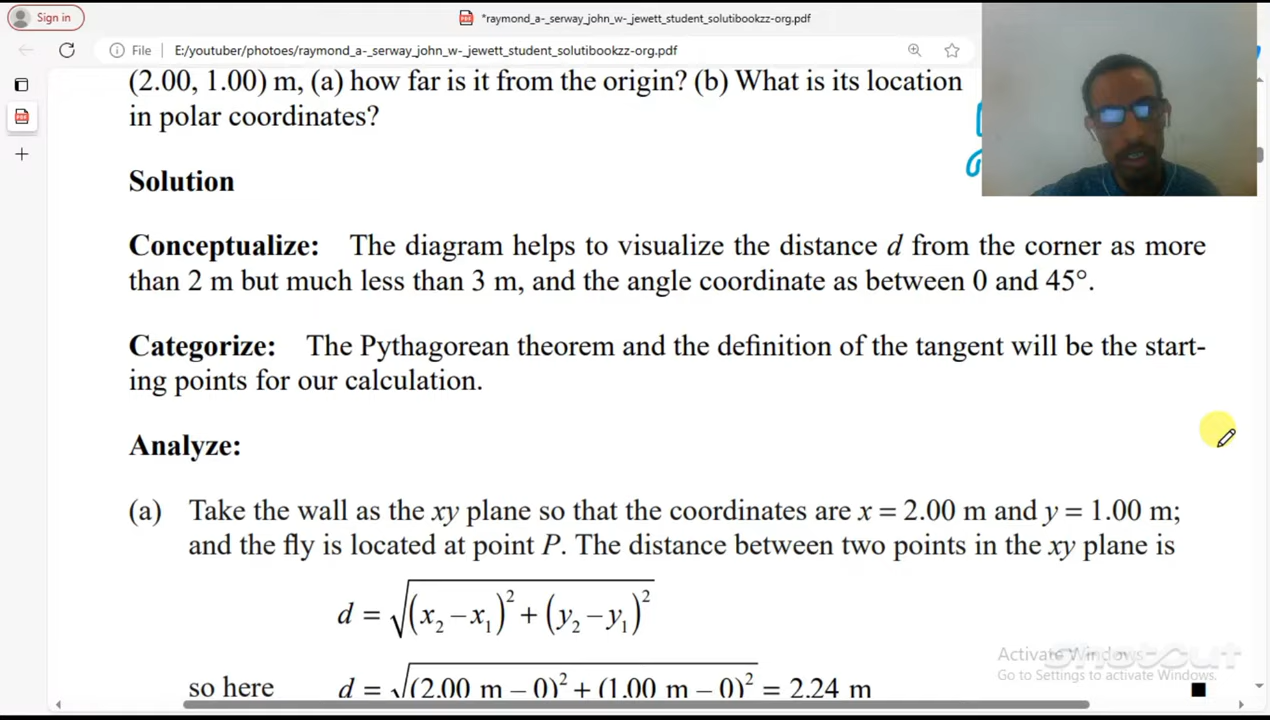 Sign in
*raymond_a-_serway_john_w-_jewett_student_solutibookzz-org.pdf
File
E:/youtuber/photoes/raymond_a-_serway_john_w-_jewett_student_solutibookzz-org.pdf
(2.00, 1.00) m, (a) how far is it from the origin? (b) What is its location
in polar coordinates?
Solution
Conceptualize: The diagram helps to visualize the distance d from the corner as more
than 2 m but much less than 3 m, and the angle coordinate as between 0 and 45°.
Categorize: The Pythagorean theorem and the definition of the tangent will be the start-
ing points for our calculation.
Analyze:
(a) Take the wall as the xy plane so that the coordinates are x = 2.00 m and y = 1.00 m;
and the fly is located at point P. The distance between two points in the xy plane is
d = √((x₂ – x₁)² + (y₂ – y₁)²)
so here d = √((2.00 m – 0)² + (1.00 m – 0)²) = 2.24 m
Activate Windows
Go to Settings to activate Windows.
Shotcut